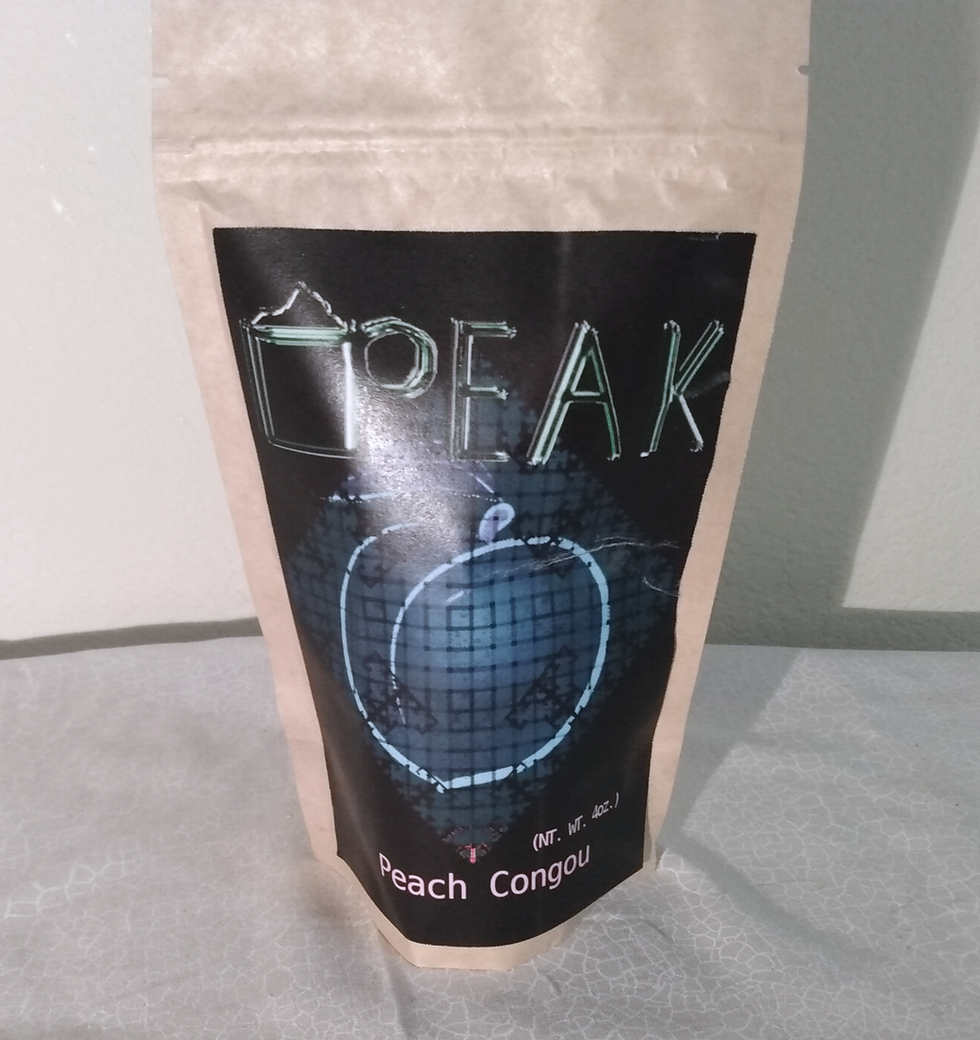 PEAK
(NT. WT. 4oz.)
Peach Congou